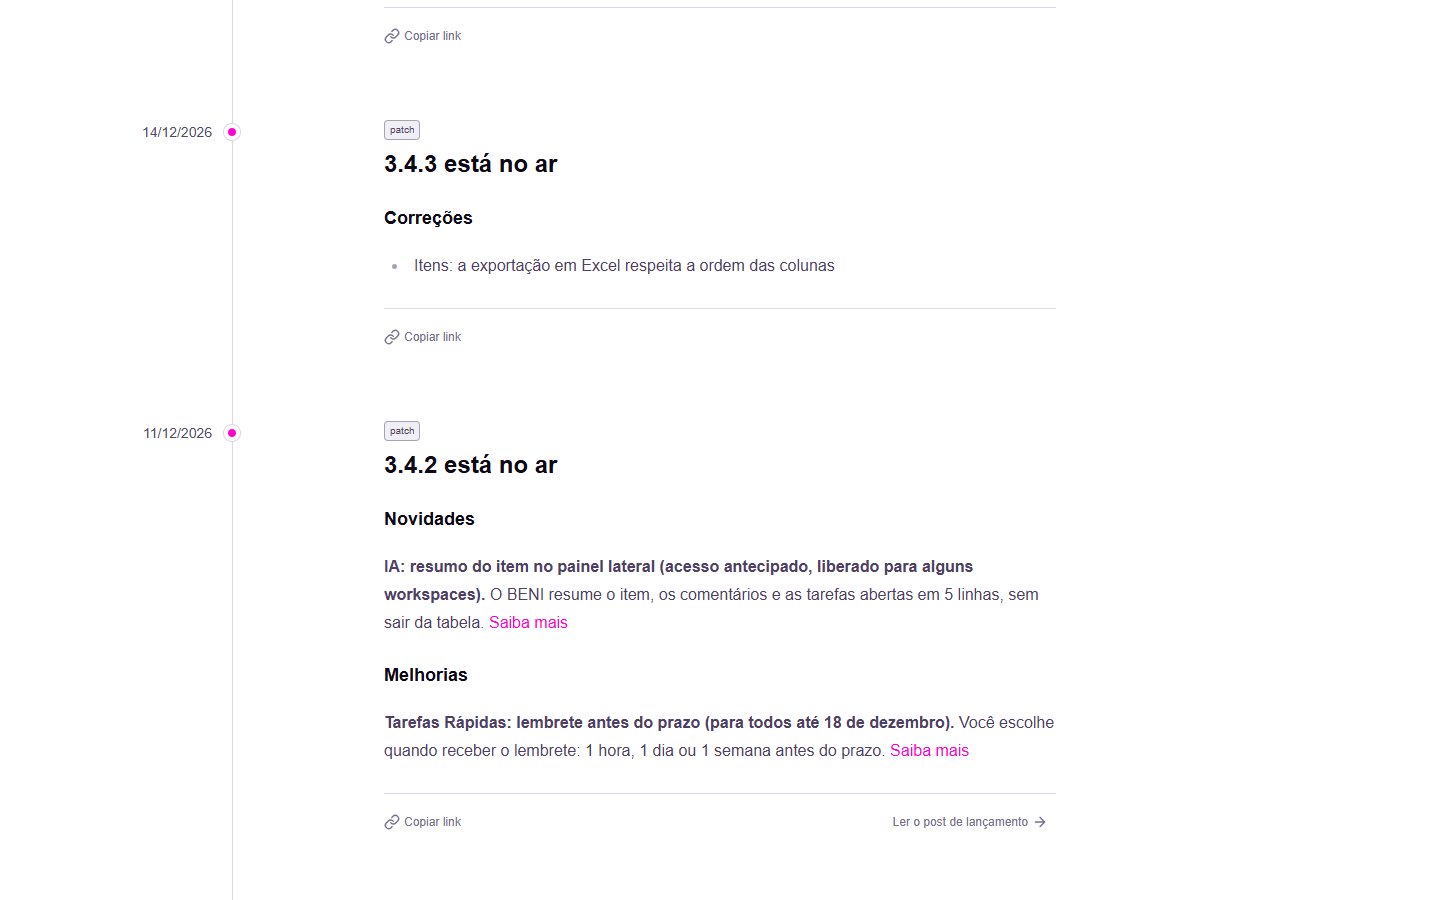 Copiar link
14/12/2026
patch
3.4.3 está no ar
Correções
Itens: a exportação em Excel respeita a ordem das colunas
Copiar link
11/12/2026
patch
3.4.2 está no ar
Novidades
IA: resumo do item no painel lateral (acesso antecipado, liberado para alguns
workspaces). O BENI resume o item, os comentários e as tarefas abertas em 5 linhas, sem
sair da tabela. Saiba mais
Melhorias
Tarefas Rápidas: lembrete antes do prazo (para todos até 18 de dezembro). Você escolhe
quando receber o lembrete: 1 hora, 1 dia ou 1 semana antes do prazo. Saiba mais
Copiar link
Ler o post de lançamento